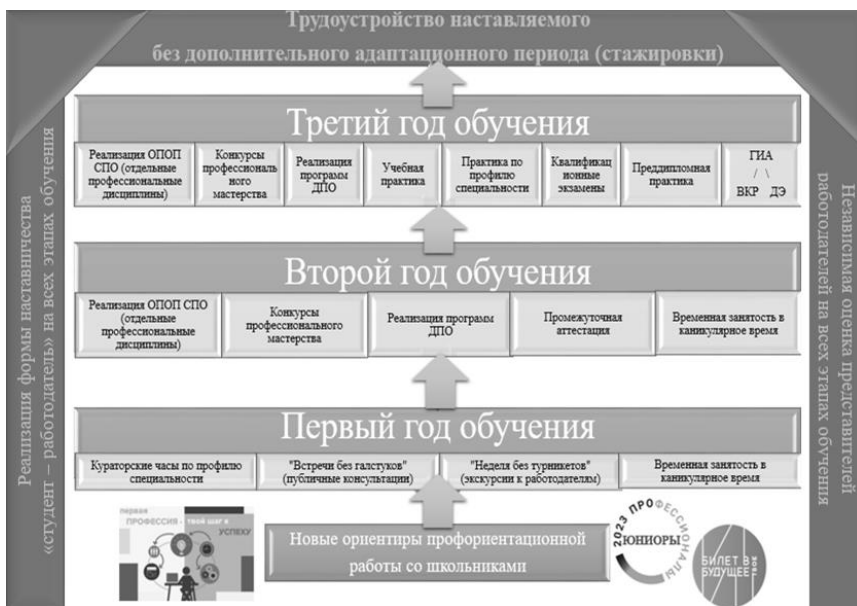 Трудоустройство наставляемого
без дополнительного адаптационного периода (стажировки)
Реализация формы наставничества
«студент – работодатель» на всех этапах обучения
Третий год обучения
Реализация ОПОП
СПО (отдельные
профессиональные
дисциплины)
Конкурсы
профессиональ
ного
мастерства
Реализация
программ
ДПО
Учебная
практика
Практика по
профилю
специальности
Квалификац
ионные
экзамены
Преддипломная
практика
ГИА
/ \
ВКР ДЭ
Второй год обучения
Реализация ОПОП СПО
(отдельные
профессиональные
дисциплины)
Конкурсы
профессионального
мастерства
Реализация программ
ДПО
Промежуточная
аттестация
Временная занятость в
каникулярное время
Первый год обучения
Кураторские часы по профилю
специальности
"Встречи без галстуков"
(публичные консультации)
"Неделя без турникетов"
(экскурсии к работодателям)
Временная занятость в
каникулярное время
первая
ПРОФЕССИЯ - твой шаг к
УСПЕХУ
Новые ориентиры профориентационной
работы со школьниками
2023 ПРОФЕССИОНАЛЫ
ЮНИОРЫ
БИЛЕТ В
БУДУЩЕЕ
ТВОЕ
Независимая оценка представителей
работодателей на всех этапах обучения